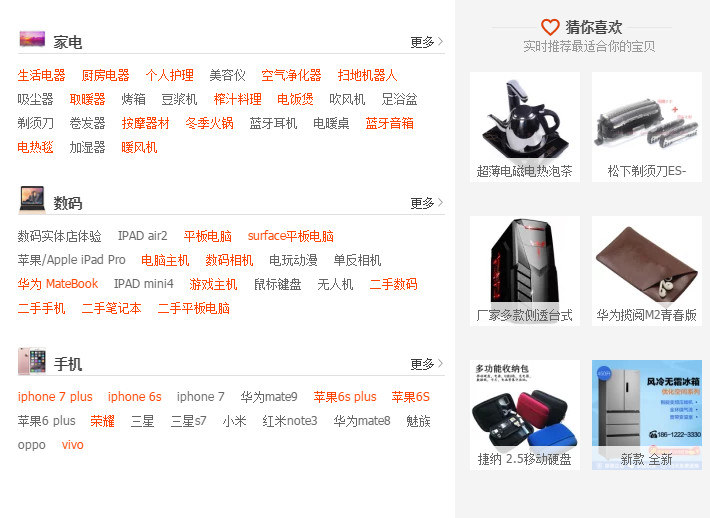 家电 更多
生活电器 厨房电器 个人护理 美容仪 空气净化器 扫地机器人
吸尘器 取暖器 烤箱 豆浆机 榨汁料理 电饭煲 吹风机 足浴盆
剃须刀 卷发器 按摩器材 冬季火锅 蓝牙耳机 电暖桌 蓝牙音箱
电热毯 加湿器 暖风机
数码 更多
数码实体店体验 IPAD air2 平板电脑 surface平板电脑
苹果/Apple iPad Pro 电脑主机 数码相机 电玩动漫 单反相机
华为 MateBook IPAD mini4 游戏主机 鼠标键盘 无人机 二手数码
二手手机 二手笔记本 二手平板电脑
手机 更多
iphone 7 plus iphone 6s iphone 7 华为mate9 苹果6s plus 苹果6S
苹果6 plus 荣耀 三星 三星s7 小米 红米note3 华为mate8 魅族
oppo vivo
猜你喜欢
实时推荐最适合你的宝贝
超薄电磁电热泡茶
松下剃须刀ES-
厂家多款侧透台式
华为揽阅M2青春版
多功能收纳包
捷纳 2.5移动硬盘
风冷无霜冰箱
186-1222-3330
新款 全新